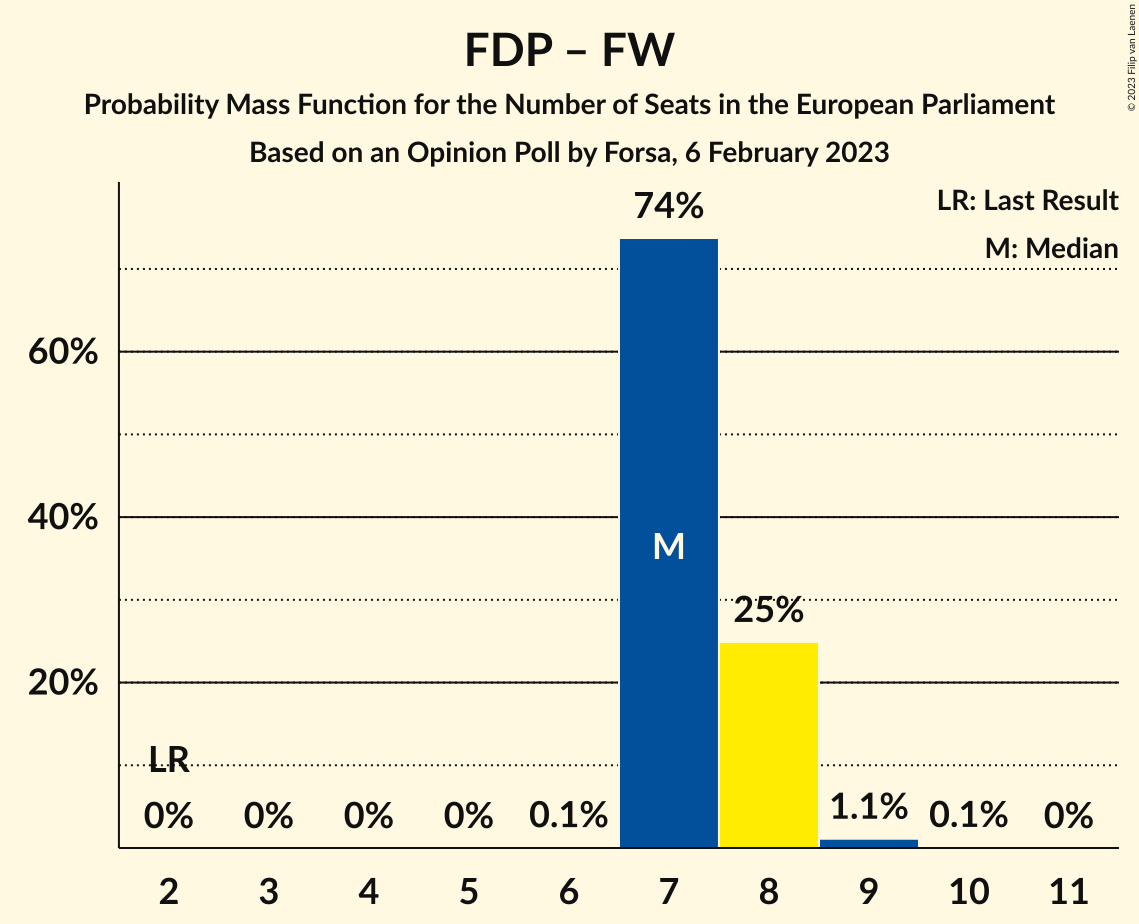 FDP – FW
Probability Mass Function for the Number of Seats in the European Parliament
Based on an Opinion Poll by Forsa, 6 February 2023
© 2023 Filip van Laenen
LR: Last Result
M: Median
74%
60%
40%
M
25%
20%
LR
0% 0% 0% 0% 0.1% 1.1% 0.1% 0%
2 3 4 5 6 7 8 9 10 11